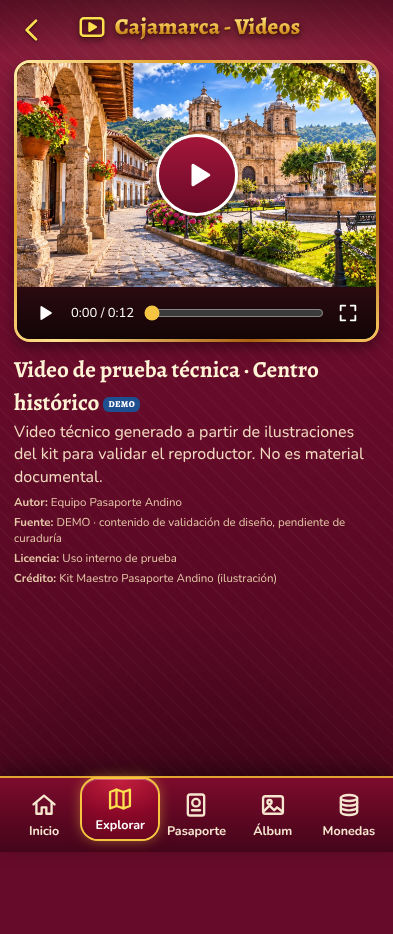 Cajamarca - Videos
0:00 / 0:12
Video de prueba técnica · Centro
histórico DEMO
Video técnico generado a partir de ilustraciones
del kit para validar el reproductor. No es material
documental.
Autor: Equipo Pasaporte Andino
Fuente: DEMO · contenido de validación de diseño, pendiente de
curaduría
Licencia: Uso interno de prueba
Crédito: Kit Maestro Pasaporte Andino (ilustración)
Inicio
Explorar
Pasaporte
Álbum
Monedas